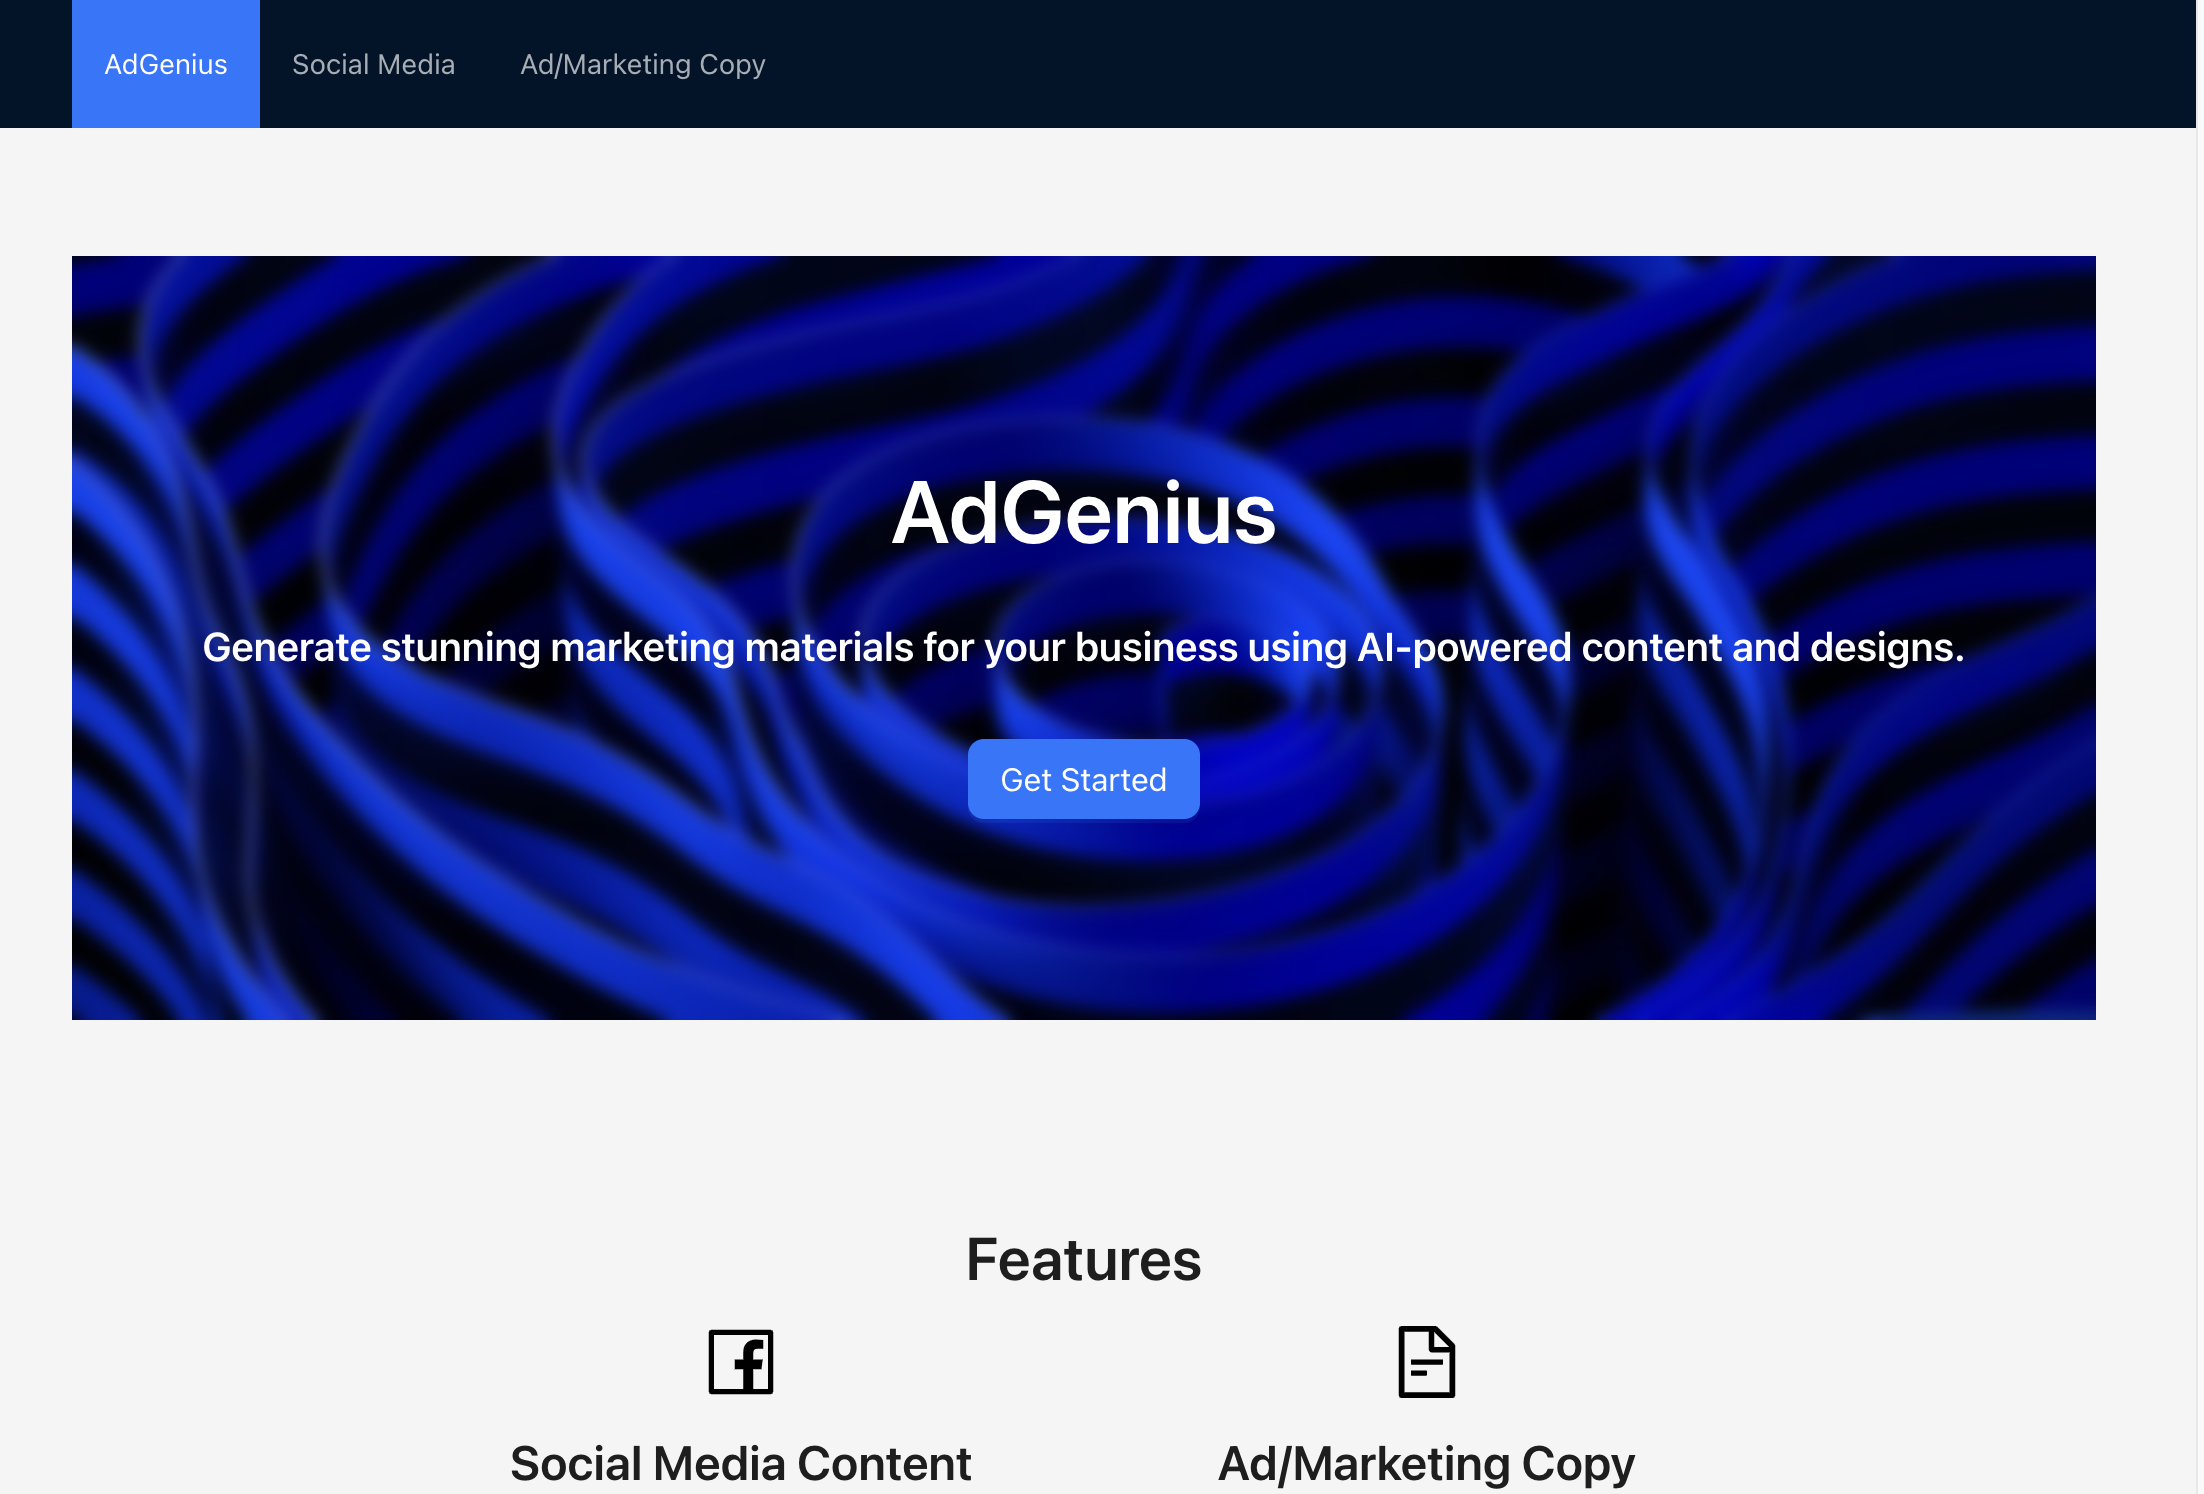 AdGenius
Social Media
Ad/Marketing Copy
AdGenius
Generate stunning marketing materials for your business using AI-powered content and designs.
Get Started
Features
Social Media Content
Ad/Marketing Copy